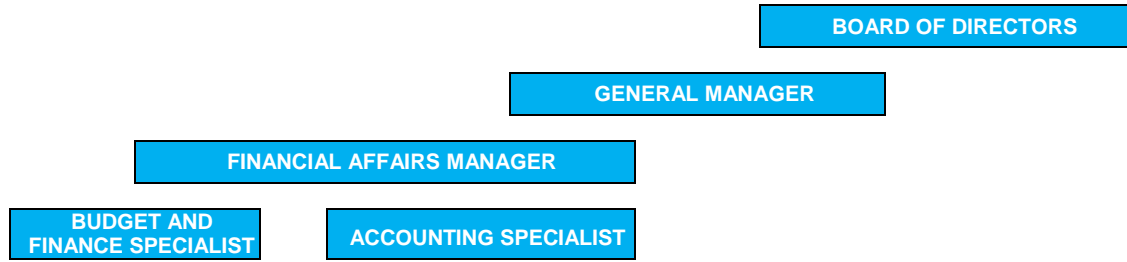 BOARD OF DIRECTORS
GENERAL MANAGER
FINANCIAL AFFAIRS MANAGER
BUDGET AND
FINANCE SPECIALIST
ACCOUNTING SPECIALIST